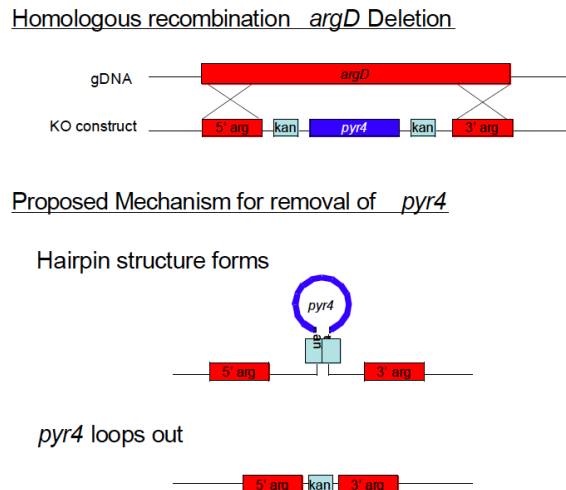 Homologous recombination argD Deletion
gDNA
argD
KO construct
5' arg
kan
pyr4
kan
3' arg
Proposed Mechanism for removal of pyr4
Hairpin structure forms
pyr4
5' arg
3' arg
pyr4 loops out
5' arg
kan
3' arg